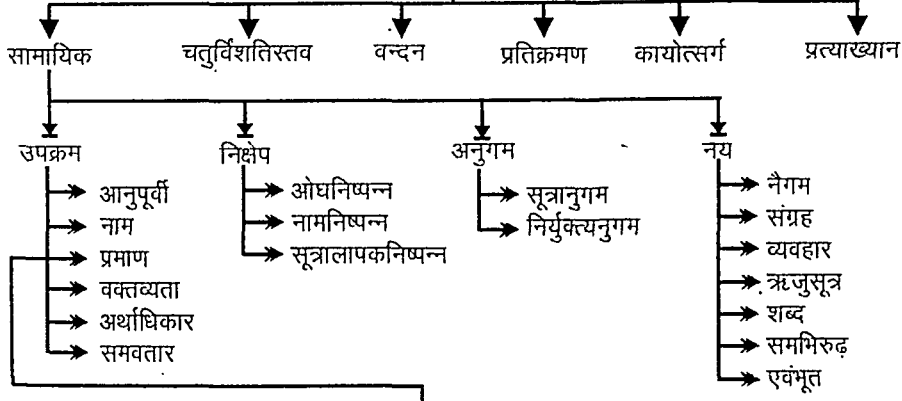 सामायिक चतुर्विंशतिस्तव वन्दन प्रतिक्रमण कायोत्सर्ग प्रत्याख्यान
उपक्रम निक्षेप अनुगम नय
आनुपूर्वी
नाम
प्रमाण
वक्तव्यता
अर्थाधिकार
समवतार
ओघनिष्पन्न
नामनिष्पन्न
सूत्रालापकनिष्पन्न
सूत्रानुगम
निर्युक्त्यनुगम
नैगम
संग्रह
व्यवहार
ऋजुसूत्र
शब्द
समभिरुढ़
एवंभूत